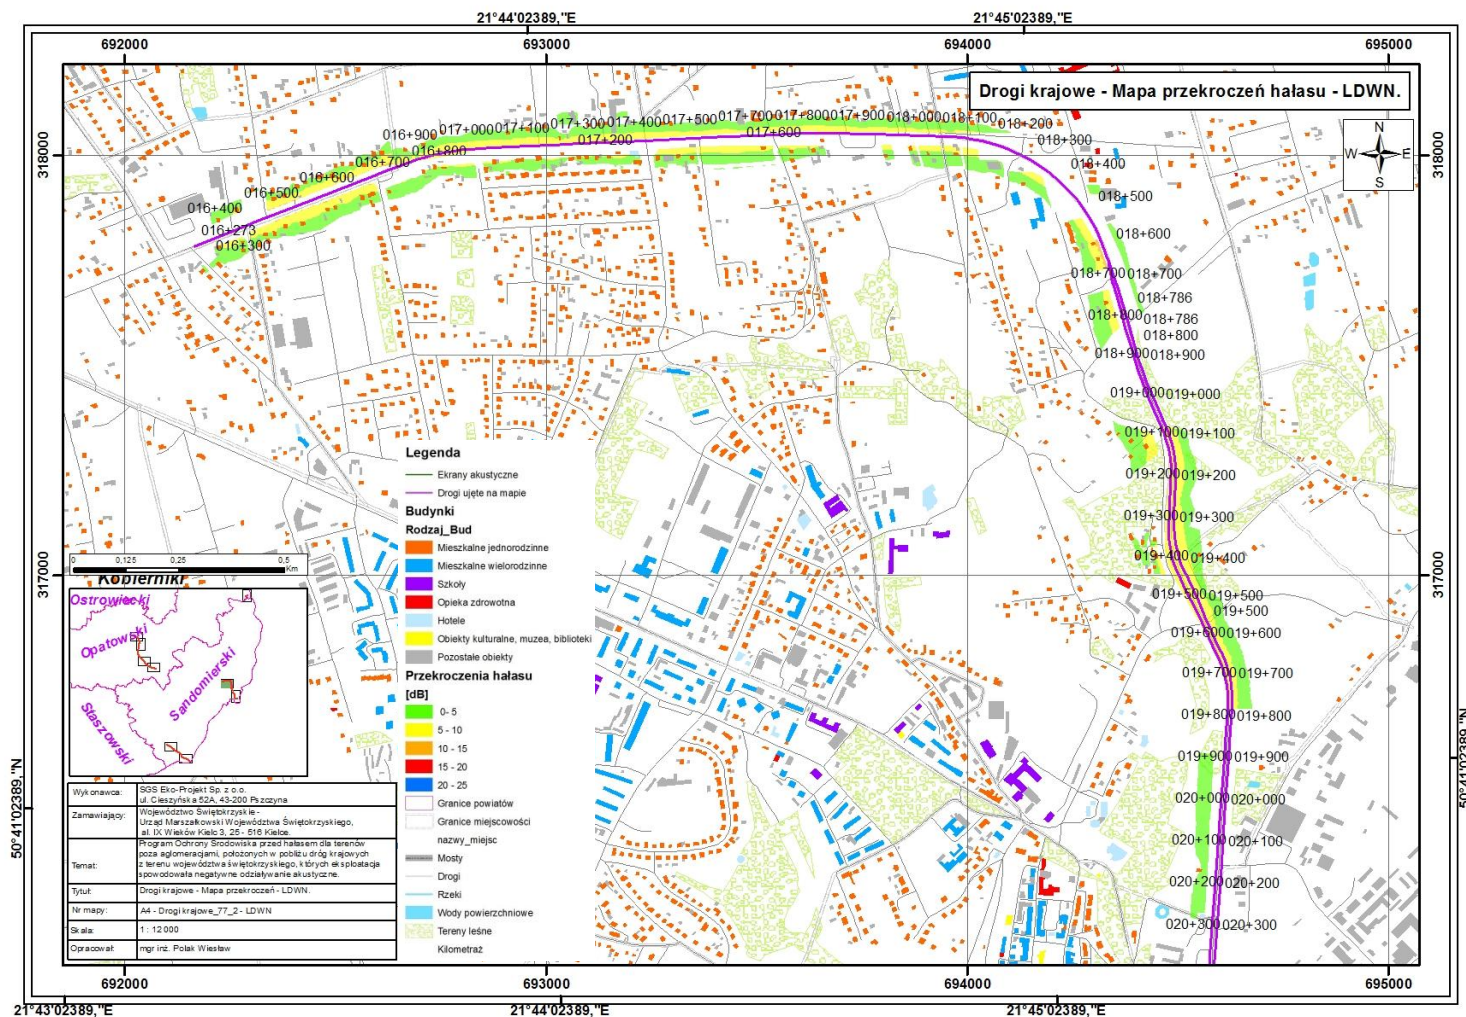 21°44'02389,"E
21°45'02389,"E
692000
693000
694000
695000
Drogi krajowe - Mapa przekroczeń hałasu - LDWN.
N
W
E
S
318000
318000
016+900
017+000
017+100
017+300
017+400
017+500
017+700
017+800
017+900
018+000
018+100
018+200
016+800
017+200
017+600
018+300
016+700
018+400
016+600
016+500
018+500
016+400
016+273
018+600
016+300
018+700
018+700
018+786
018+800
018+786
018+800
018+900
018+900
019+000
019+000
019+100
019+100
019+200
019+200
019+300
019+300
019+400
019+400
019+500
019+500
019+500
019+600
019+600
019+700
019+700
019+800
019+800
019+900
019+900
020+000
020+000
020+100
020+100
020+200
020+200
020+300
020+300
317000
317000
Legenda
Ekrany akustyczne
Drogi ujęte na mapie
Budynki
Rodzaj_Bud
Mieszkalne jednorodzinne
Mieszkalne wielorodzinne
Szkoły
Opieka zdrowotna
Hotele
Obiekty kulturalne, muzea, biblioteki
Pozostałe obiekty
Przekroczenia hałasu
[dB]
0- 5
5 - 10
10 - 15
15 - 20
20 - 25
Granice powiatów
Granice miejscowości
nazwy_miejsc
Mosty
Drogi
Rzeki
Wody powierzchniowe
Tereny leśne
Kilometraż
0 0,125 0,25 0,5
Km
Kobierniki
Ostrowiecki
Opatowski
Sandomierski
Staszowski
Wykonawca: SGS Eko-Projekt Sp. z o.o.
ul. Cieszyńska 52A, 43-200 Pszczyna
Zamawiający: Województwo Świętokrzyskie -
Urząd Marszałkowski Województwa Świętokrzyskiego,
al. IX Wieków Kielc 3, 25 - 516 Kielce.
Temat: Program Ochrony Środowiska przed hałasem dla terenów
poza aglomeracjami, położonych w pobliżu dróg krajowych
z terenu województwa świętokrzyskiego, których eksploatacja
spowodowała negatywne oddziaływanie akustyczne.
Tytuł: Drogi krajowe - Mapa przekroczeń - LDWN.
Nr mapy: A4 - Drogi krajowe_77_2 - LDWN
Skala: 1 : 12 000
Opracował: mgr inż. Polak Wiesław
50°41'02389,"N
50°41'02389,"N
692000
693000
694000
695000
21°43'02389,"E
21°44'02389,"E
21°45'02389,"E